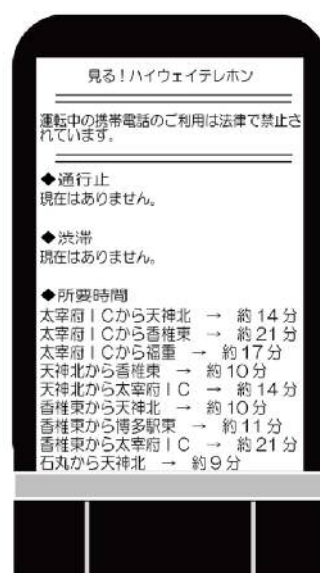 見る！ハイウェイテレホン
運転中の携帯電話のご利用は法律で禁止さ
れています。
◆通行止
現在はありません。
◆渋滞
現在はありません。
◆所要時間
太宰府ＩＣから天神北 → 約14分
太宰府ＩＣから香椎東 → 約21分
太宰府ＩＣから福重 → 約17分
天神北から香椎東 → 約10分
天神北から太宰府ＩＣ → 約14分
香椎東から天神北 → 約10分
香椎東から博多駅東 → 約11分
香椎東から太宰府ＩＣ → 約21分
石丸から天神北 → 約9分